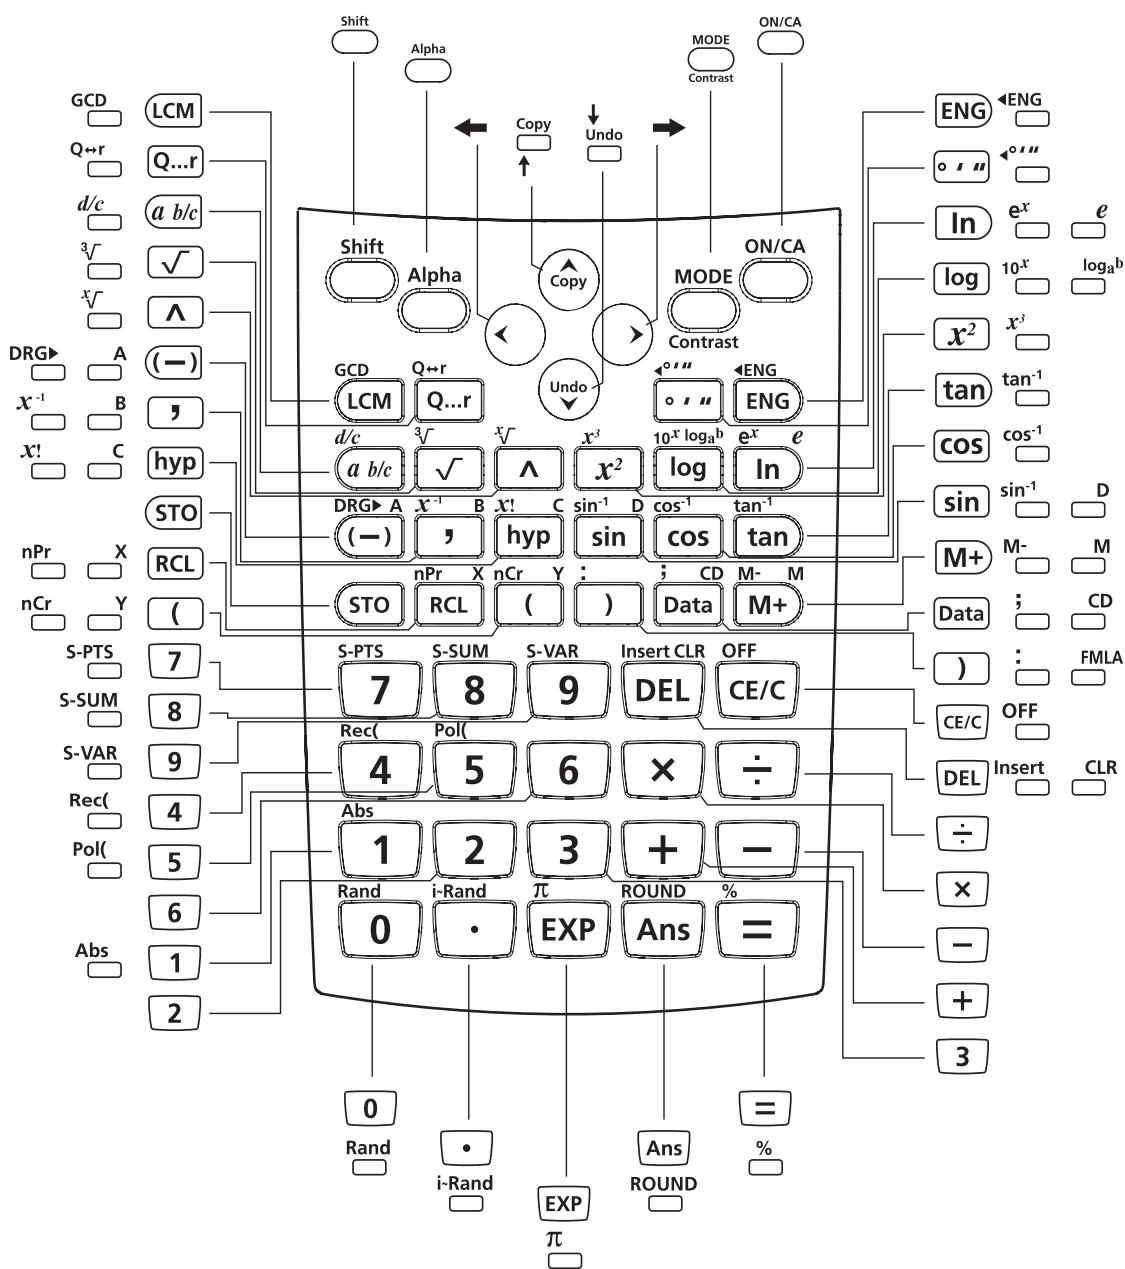 Shift
Alpha
MODE
Contrast
ON/CA
Copy
Undo
GCD LCM
Q↔r Q...r
d/c a b/c
³√ √
ˣ√ ∧
DRG▶ A (−)
x⁻¹ B ,
x! C hyp
STO
nPr X RCL
nCr Y (
S-PTS 7
S-SUM 8
S-VAR 9
Rec( 4
Pol( 5
6
Abs 1
2
Shift
Alpha
MODE
Contrast
ON/CA
Copy
Undo
GCD Q↔r ◀°′″ ◀ENG
LCM Q...r ° ′ ″ ENG
d/c ³√ ˣ√ x³ 10ˣ logₐb eˣ e
a b/c √ ∧ x² log ln
DRG▶ A x⁻¹ B x! C sin⁻¹ D cos⁻¹ tan⁻¹
(−) , hyp sin cos tan
nPr X nCr Y : ; CD M- M
STO RCL ( ) Data M+
S-PTS S-SUM S-VAR Insert CLR OFF
7 8 9 DEL CE/C
Rec( Pol(
4 5 6 × ÷
Abs
1 2 3 + −
Rand i~Rand π ROUND %
0 · EXP Ans =
ENG ◀ENG
° ′ ″ ◀°′″
ln eˣ e
log 10ˣ logₐb
x² x³
tan tan⁻¹
cos cos⁻¹
sin sin⁻¹ D
M+ M- M
Data ; CD
) : FMLA
CE/C OFF
DEL Insert CLR
÷
×
−
+
3
0
Rand
·
i~Rand
EXP
π
Ans
ROUND
=
%